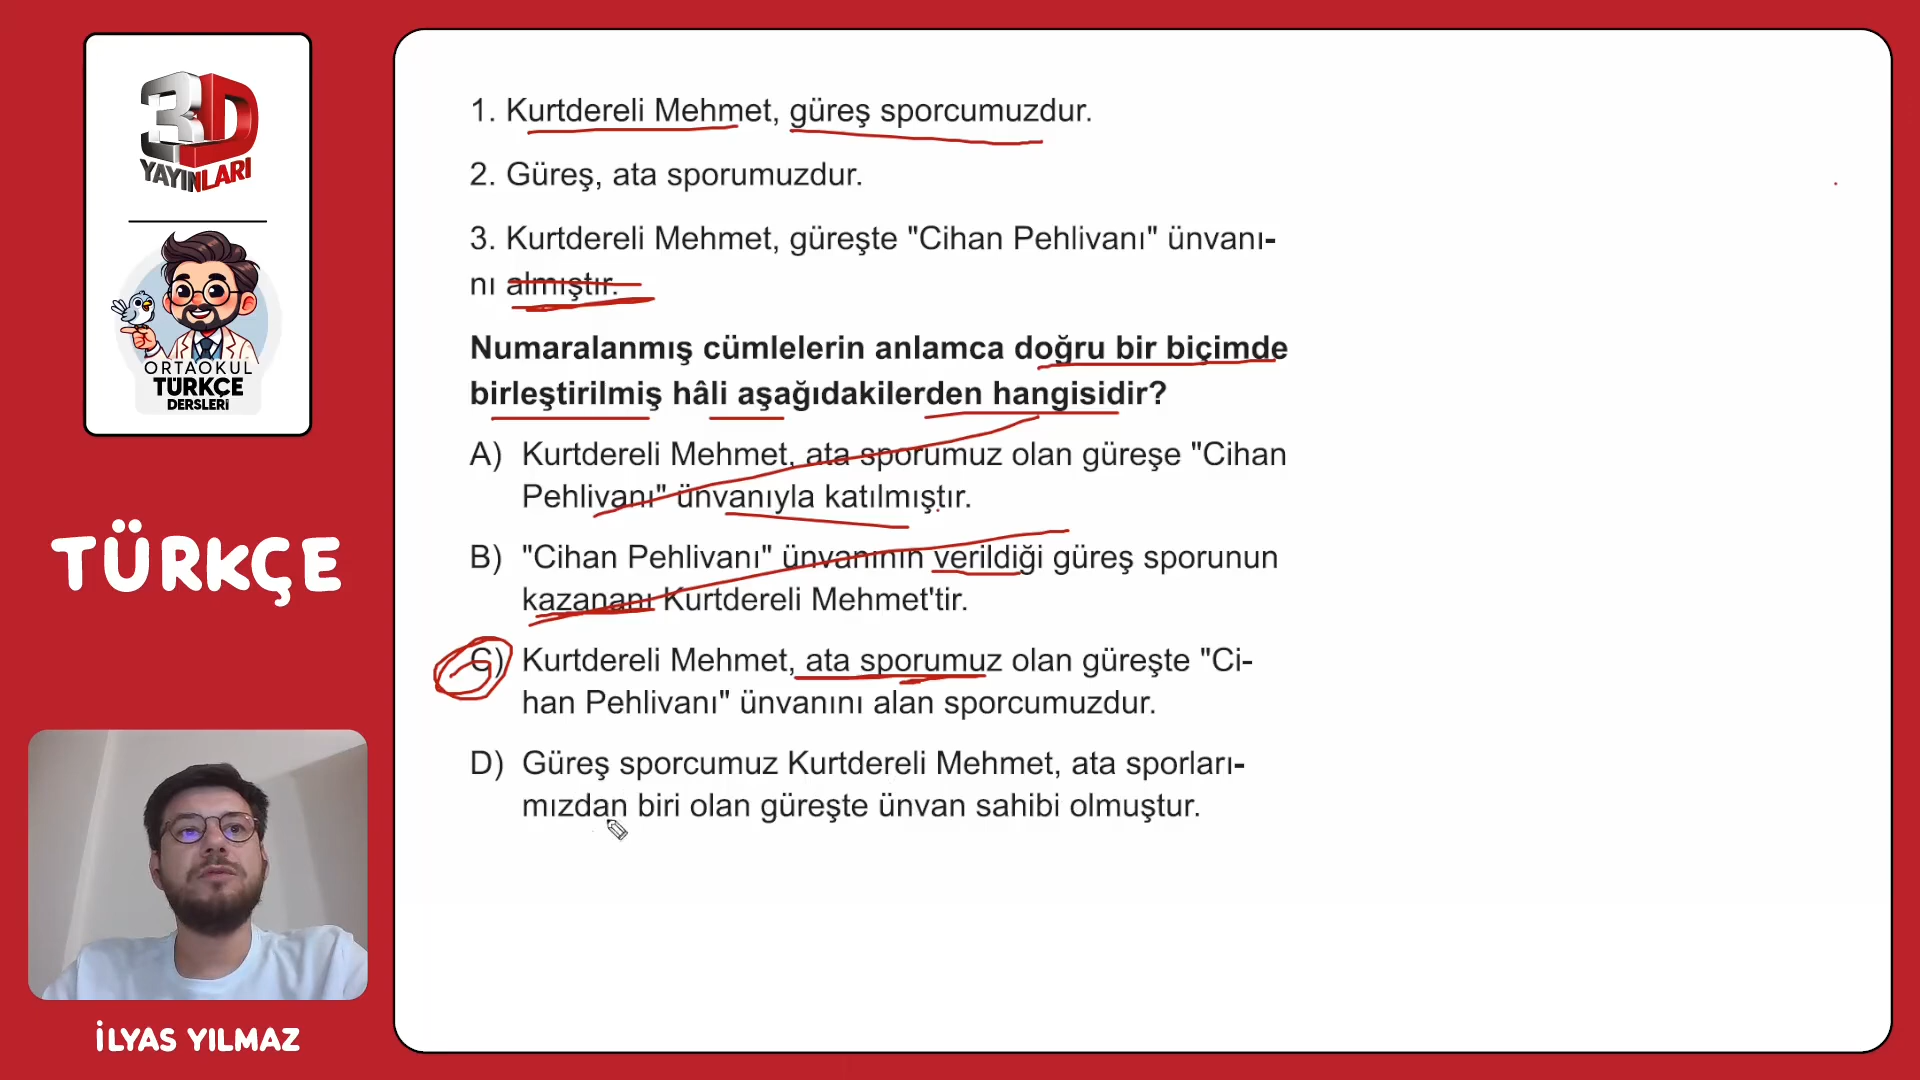 3D
YAYINLARI
ORTAOKUL
TÜRKÇE
DERSLERİ
TÜRKÇE
İLYAS YILMAZ
1. Kurtdereli Mehmet, güreş sporcumuzdur.
2. Güreş, ata sporumuzdur.
3. Kurtdereli Mehmet, güreşte "Cihan Pehlivanı" ünvanı-
nı almıştır.
Numaralanmış cümlelerin anlamca doğru bir biçimde
birleştirilmiş hâli aşağıdakilerden hangisidir?
A) Kurtdereli Mehmet, ata sporumuz olan güreşe "Cihan
Pehlivanı" ünvanıyla katılmıştır.
B) "Cihan Pehlivanı" ünvanının verildiği güreş sporunun
kazananı Kurtdereli Mehmet'tir.
C) Kurtdereli Mehmet, ata sporumuz olan güreşte "Ci-
han Pehlivanı" ünvanını alan sporcumuzdur.
D) Güreş sporcumuz Kurtdereli Mehmet, ata sporları-
mızdan biri olan güreşte ünvan sahibi olmuştur.